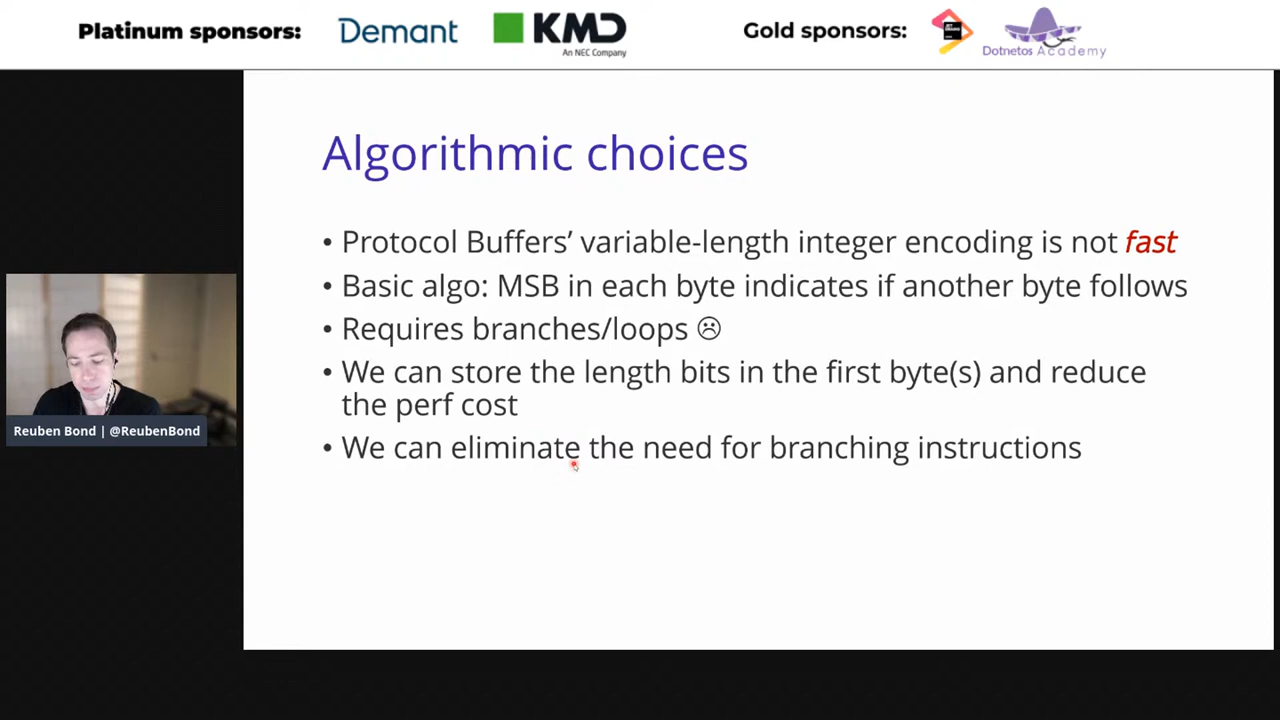 Platinum sponsors:
Demant
KMD
An NEC Company
Gold sponsors:
Dotnetos Academy
Algorithmic choices
• Protocol Buffers’ variable-length integer encoding is not fast
• Basic algo: MSB in each byte indicates if another byte follows
• Requires branches/loops ☹
• We can store the length bits in the first byte(s) and reduce
the perf cost
• We can eliminate the need for branching instructions
Reuben Bond | @ReubenBond